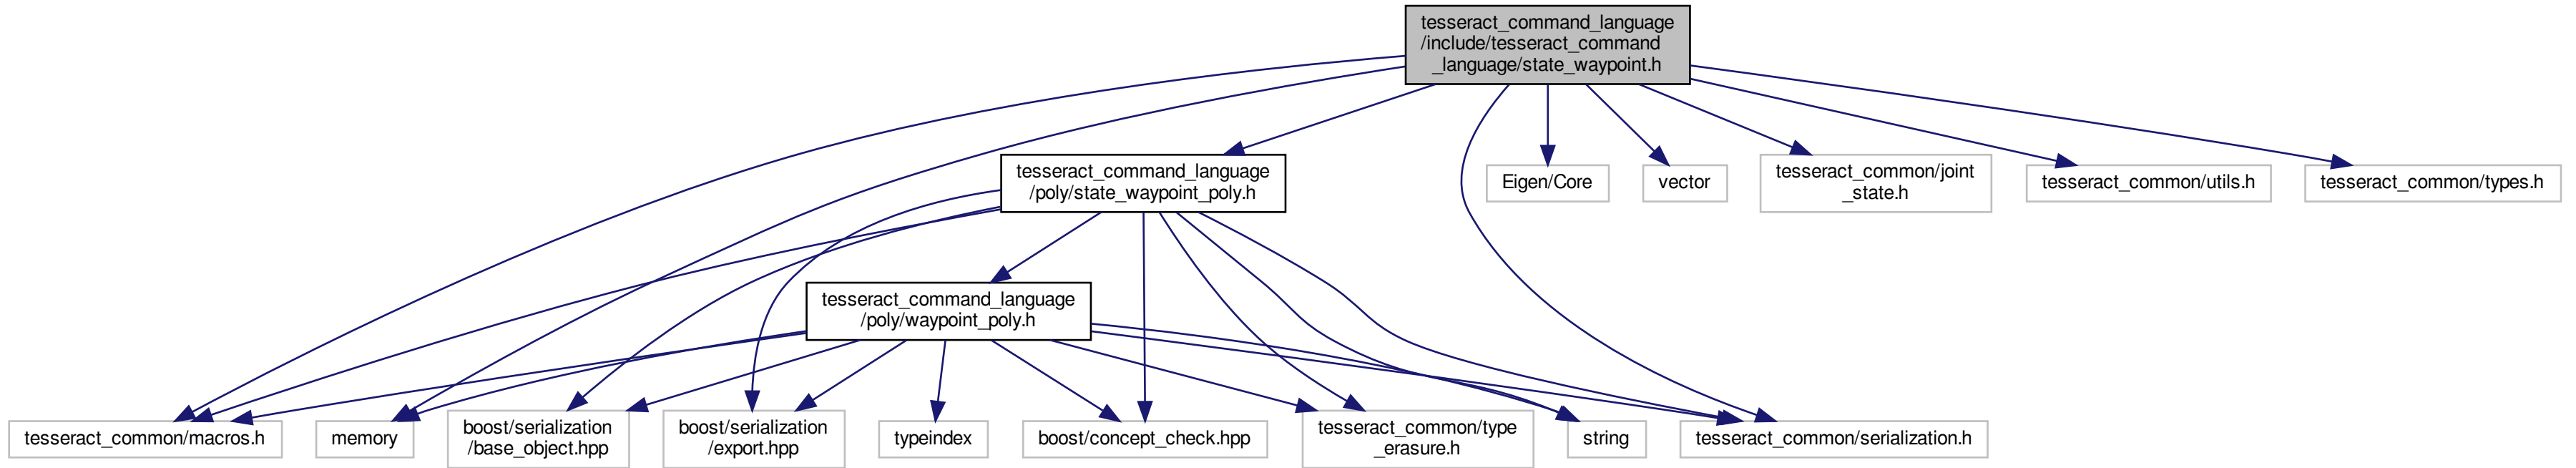 tesseract_command_language
/include/tesseract_command
_language/state_waypoint.h
tesseract_command_language
/poly/state_waypoint_poly.h
Eigen/Core
vector
tesseract_common/joint
_state.h
tesseract_common/utils.h
tesseract_common/types.h
tesseract_command_language
/poly/waypoint_poly.h
tesseract_common/macros.h
memory
boost/serialization
/base_object.hpp
boost/serialization
/export.hpp
typeindex
boost/concept_check.hpp
tesseract_common/type
_erasure.h
string
tesseract_common/serialization.h